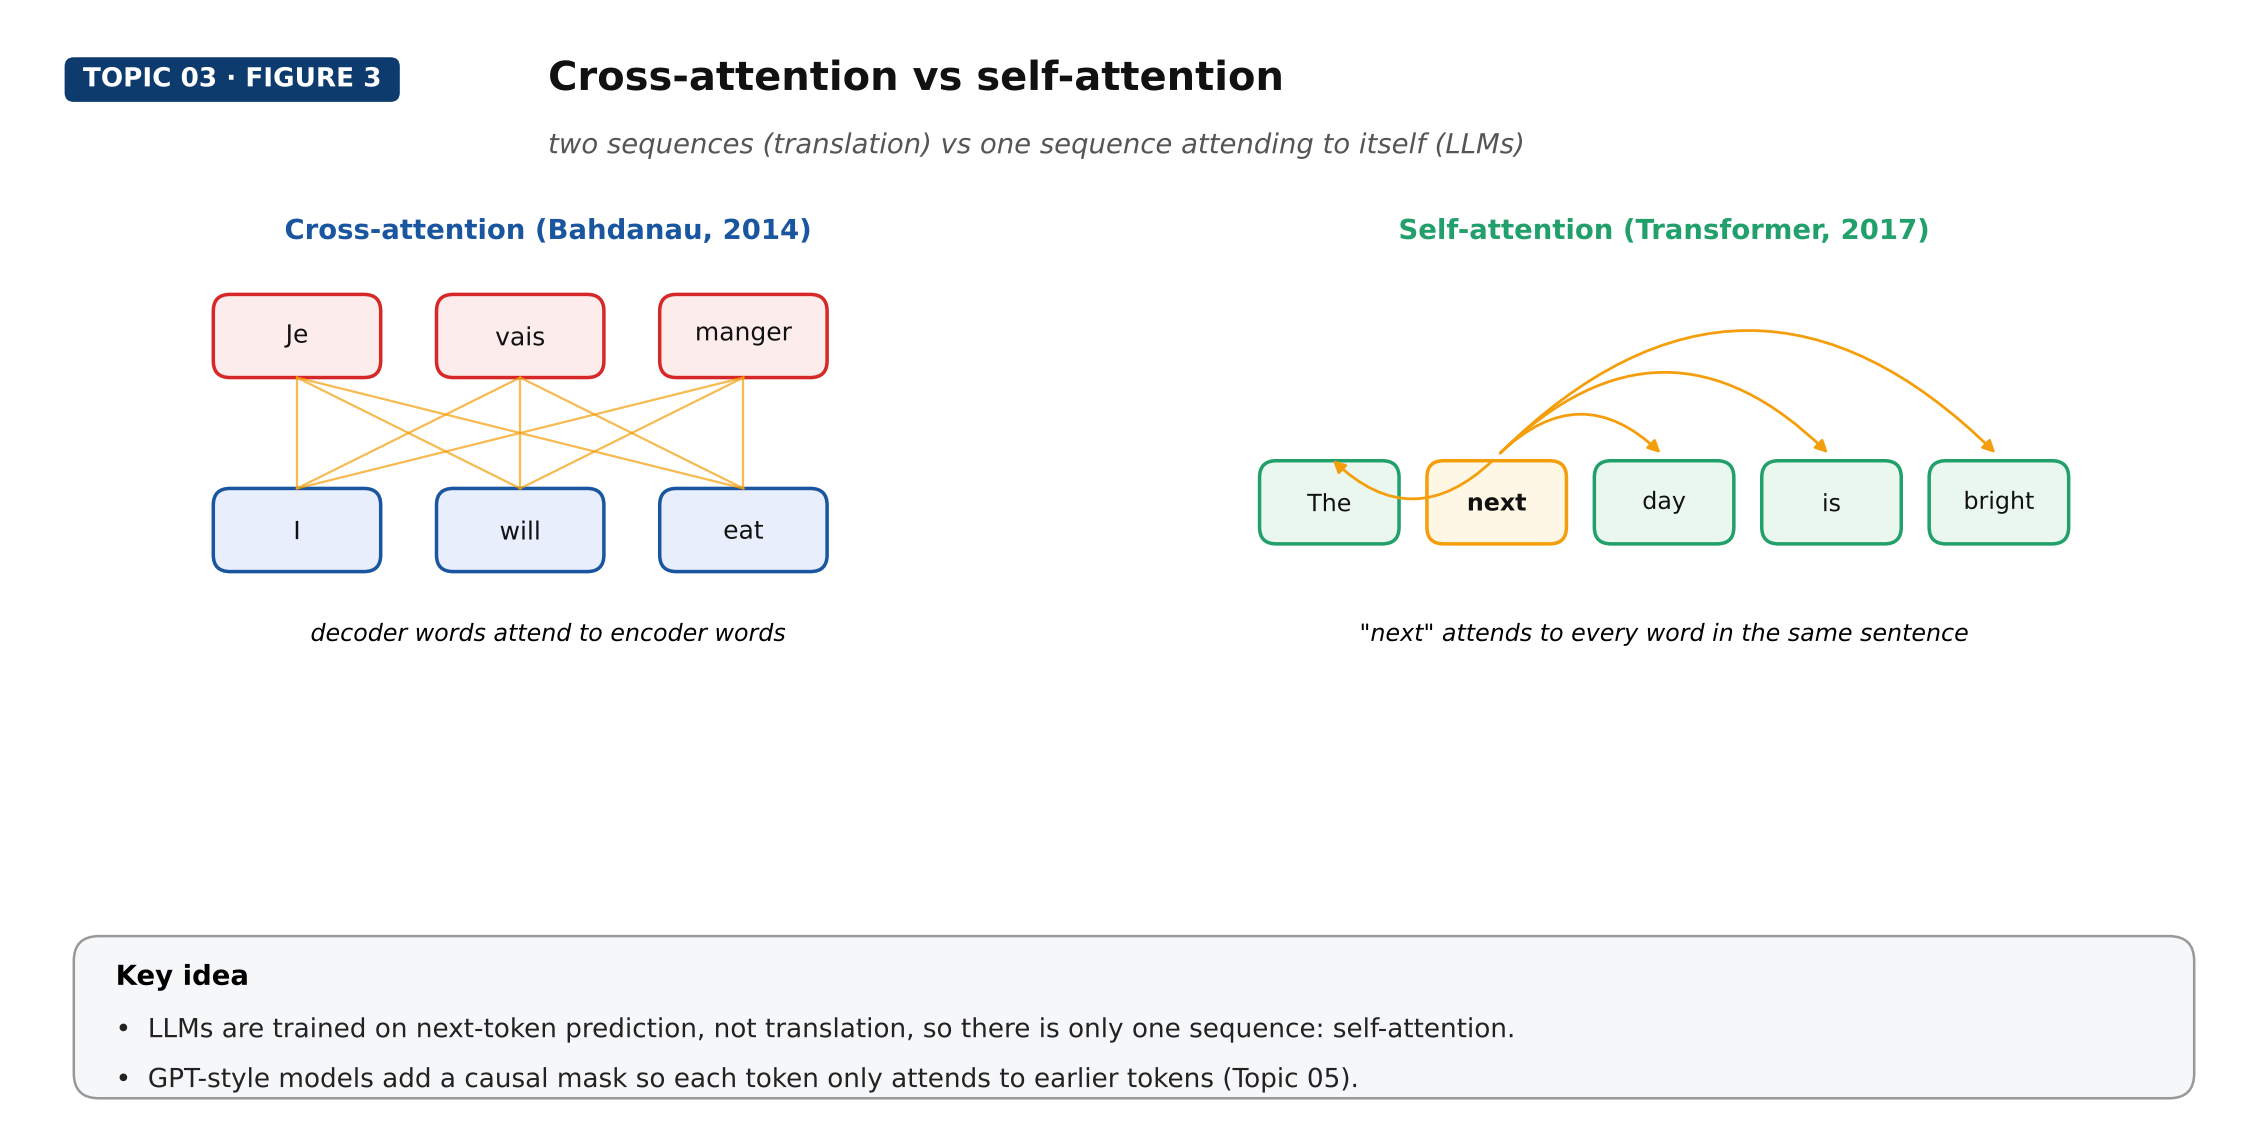 TOPIC 03 · FIGURE 3
Cross-attention vs self-attention
two sequences (translation) vs one sequence attending to itself (LLMs)
Cross-attention (Bahdanau, 2014)
Je vais manger
I will eat
decoder words attend to encoder words
Self-attention (Transformer, 2017)
The next day is bright
"next" attends to every word in the same sentence
Key idea
• LLMs are trained on next-token prediction, not translation, so there is only one sequence: self-attention.
• GPT-style models add a causal mask so each token only attends to earlier tokens (Topic 05).